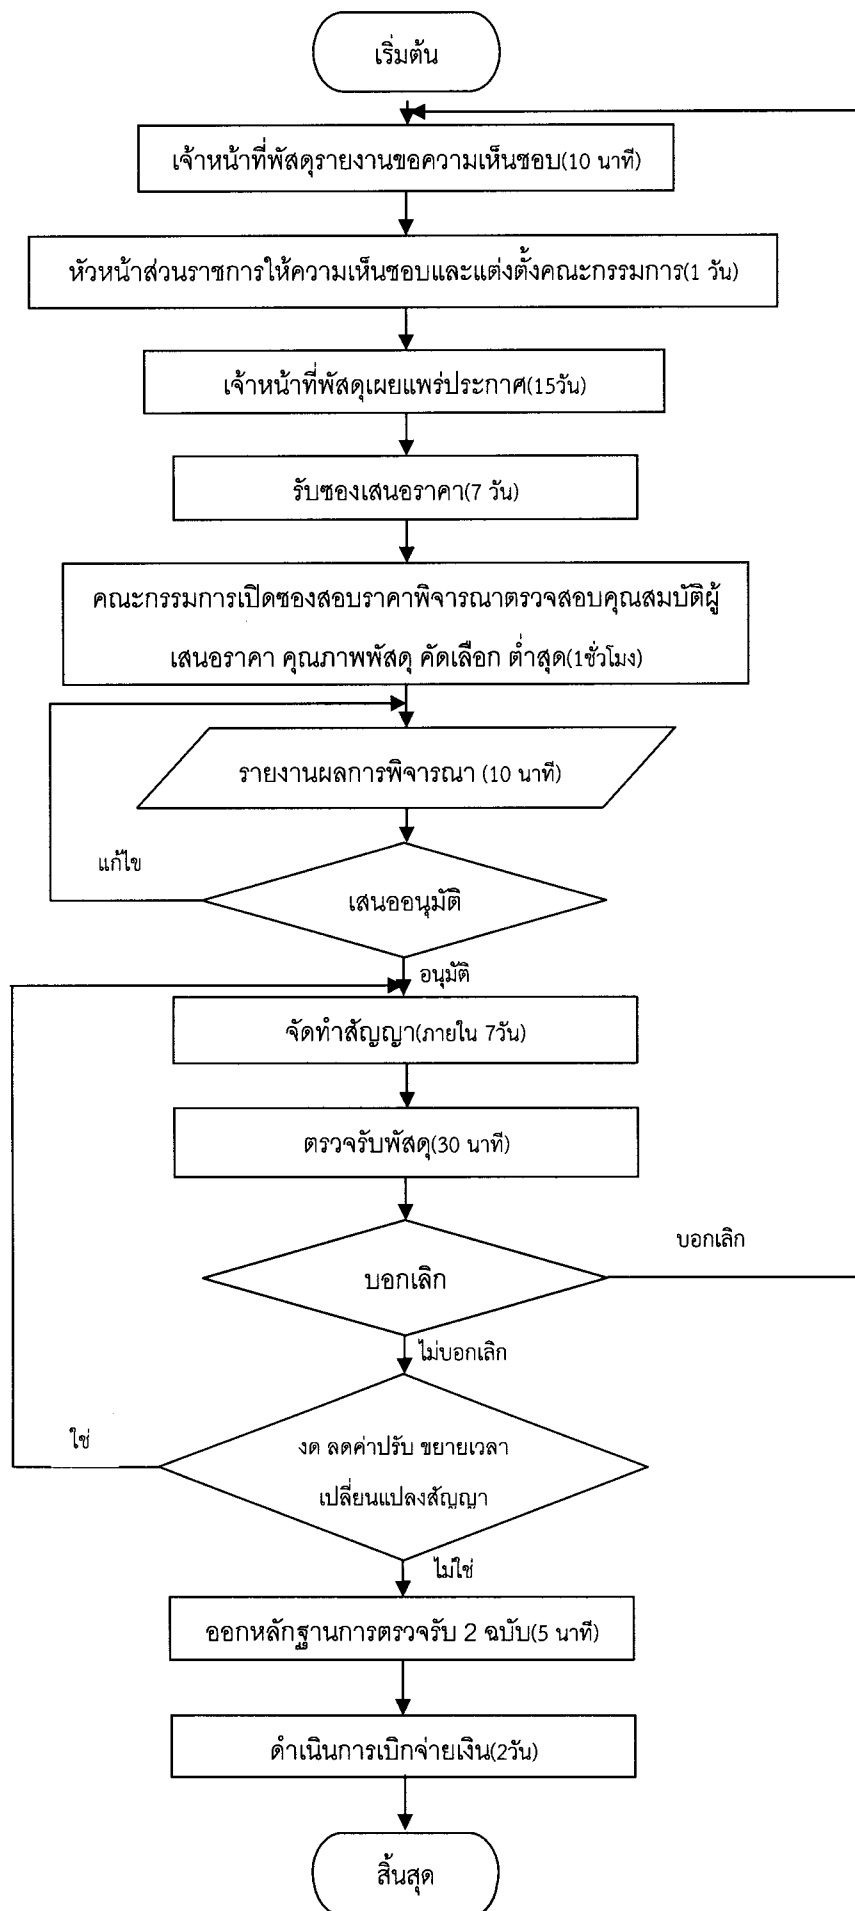 เริ่มต้น
เจ้าหน้าที่พัสดุรายงานขอความเห็นชอบ(10 นาที)
หัวหน้าส่วนราชการให้ความเห็นชอบและแต่งตั้งคณะกรรมการ(1 วัน)
เจ้าหน้าที่พัสดุเผยแพร่ประกาศ(15วัน)
รับซองเสนอราคา(7 วัน)
คณะกรรมการเปิดซองสอบราคาพิจารณาตรวจสอบคุณสมบัติผู้
เสนอราคา คุณภาพพัสดุ คัดเลือก ต่ำสุด(1ชั่วโมง)
รายงานผลการพิจารณา (10 นาที)
แก้ไข
เสนออนุมัติ
อนุมัติ
จัดทำสัญญา(ภายใน 7วัน)
ตรวจรับพัสดุ(30 นาที)
บอกเลิก
บอกเลิก
ไม่บอกเลิก
ใช่
งด ลดค่าปรับ ขยายเวลา
เปลี่ยนแปลงสัญญา
ไม่ใช่
ออกหลักฐานการตรวจรับ 2 ฉบับ(5 นาที)
ดำเนินการเบิกจ่ายเงิน(2วัน)
สิ้นสุด